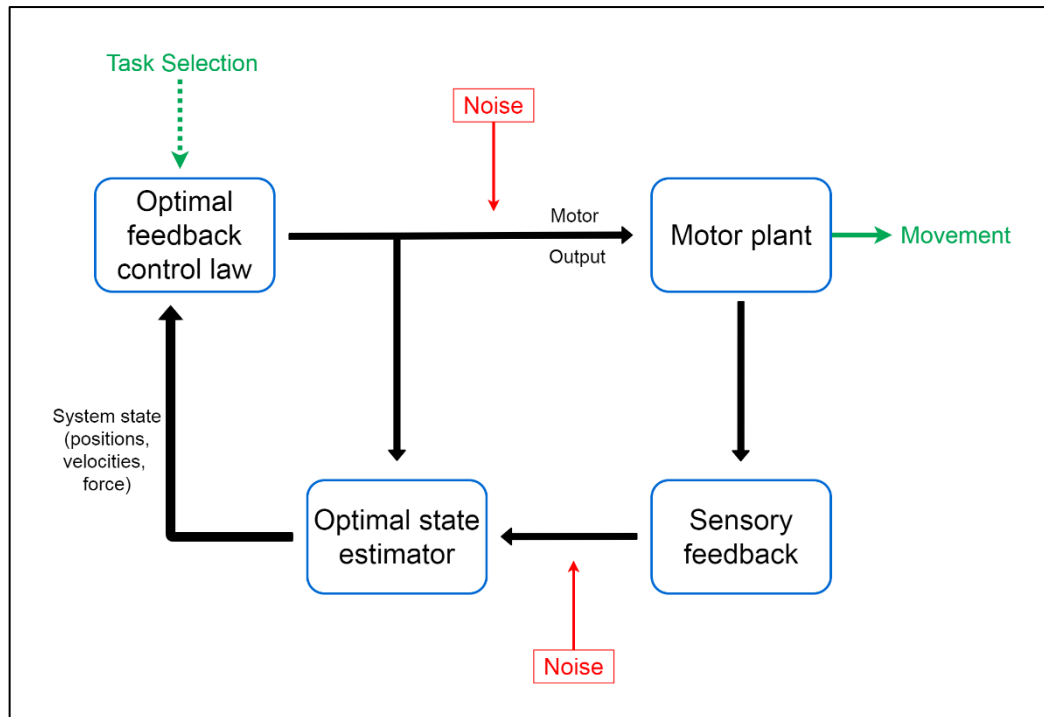 Task Selection
Noise
Optimal
feedback
control law
Motor
Output
Motor plant
Movement
System state
(positions,
velocities,
force)
Optimal state
estimator
Sensory
feedback
Noise